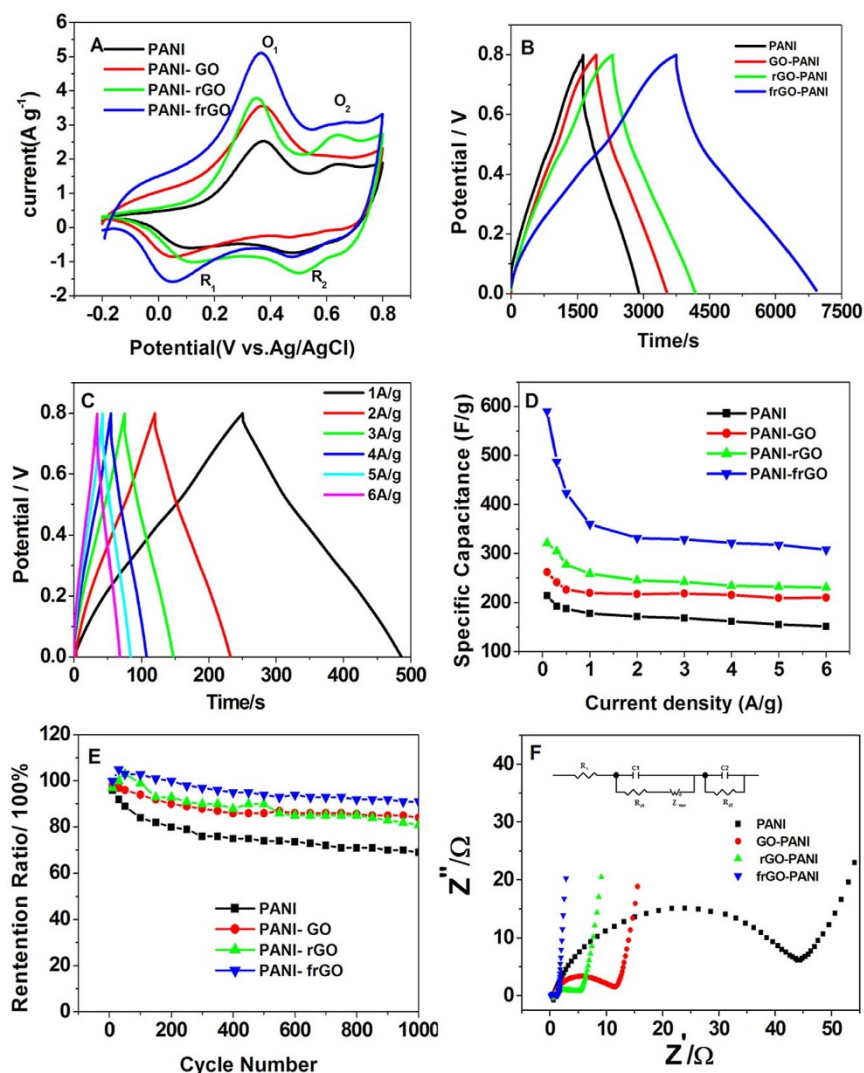 A
PANI
PANI- GO
PANI- rGO
PANI- frGO
O1
O2
R1
R2
current(A g-1)
6
5
4
3
2
1
0
-1
-2
-0.2 0.0 0.2 0.4 0.6 0.8
Potential(V vs.Ag/AgCl)
B
PANI
GO-PANI
rGO-PANI
frGO-PANI
Potential / V
0.8
0.6
0.4
0.2
0.0
0 1500 3000 4500 6000 7500
Time/s
C
1A/g
2A/g
3A/g
4A/g
5A/g
6A/g
Potential / V
0.8
0.6
0.4
0.2
0.0
0 100 200 300 400 500
Time/s
D
PANI
PANI-GO
PANI-rGO
PANI-frGO
Specific Capacitance (F/g)
600
500
400
300
200
100
0
0 1 2 3 4 5 6
Current density (A/g)
E
PANI
PANI- GO
PANI- rGO
PANI- frGO
Rentention Ratio/ 100%
120
100
80
60
40
20
0
0 200 400 600 800 1000
Cycle Number
F
C1 C2
PANI
GO-PANI
rGO-PANI
frGO-PANI
Z''/Ω
40
30
20
10
0
0 10 20 30 40 50
Z'/Ω